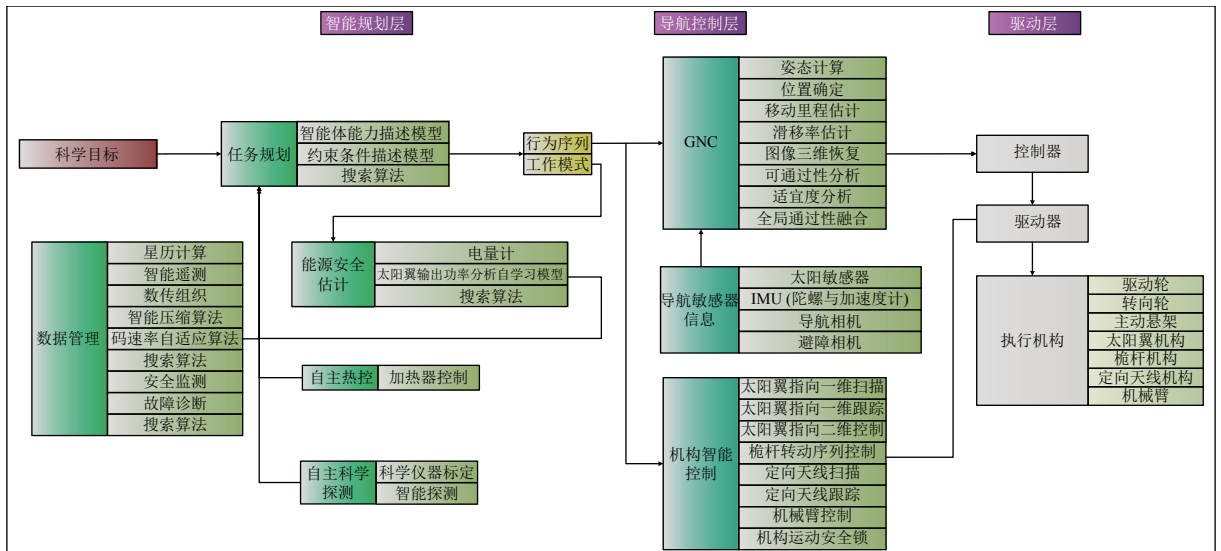 智能规划层
导航控制层
驱动层
科学目标
任务规划
智能体能力描述模型
约束条件描述模型
搜索算法
行为序列
工作模式
能源安全
估计
电量计
太阳翼输出功率分析自学习模型
搜索算法
数据管理
星历计算
智能遥测
数传组织
智能压缩算法
码速率自适应算法
搜索算法
安全监测
故障诊断
搜索算法
自主热控
加热器控制
自主科学
探测
科学仪器标定
智能探测
GNC
姿态计算
位置确定
移动里程估计
滑移率估计
图像三维恢复
可通过性分析
适宜度分析
全局通过性融合
导航敏感器
信息
太阳敏感器
IMU (陀螺与加速度计)
导航相机
避障相机
机构智能
控制
太阳翼指向一维扫描
太阳翼指向一维跟踪
太阳翼指向二维控制
桅杆转动序列控制
定向天线扫描
定向天线跟踪
机械臂控制
机构运动安全锁
控制器
驱动器
执行机构
驱动轮
转向轮
主动悬架
太阳翼机构
桅杆机构
定向天线机构
机械臂